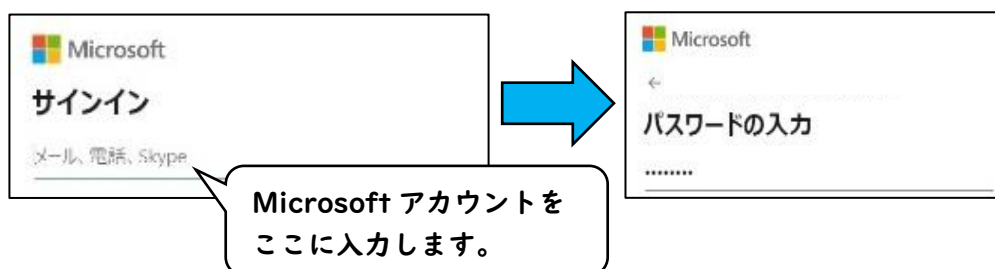 Microsoft
サインイン
メール、電話、Skype
Microsoft アカウントを
ここに入力します。
Microsoft
←
パスワードの入力
········